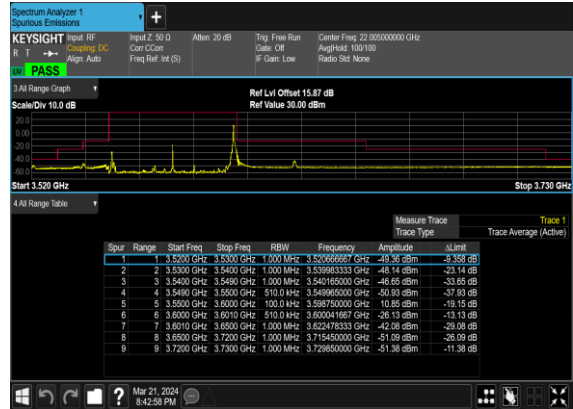 Spectrum Analyzer 1
Spurious Emissions
KEYSIGHT Input: RF Input Z: 50 Ω Atten: 20 dB Trig: Free Run Center Freq: 22.005000000 GHz
R T Coupling: DC Corr CCorr Gate: Off Avg|Hold: 100/100
Align: Auto Freq Ref: Int (S) IF Gain: Low Radio Std: None
PASS
3 All Range Graph
Ref Lvl Offset 15.87 dB
Scale/Div 10.0 dB Ref Value 30.00 dBm
20.0
0.00
-20.0
-40.0
-60.0
Start 3.520 GHz Stop 3.730 GHz
4 All Range Table
Measure Trace Trace 1
Trace Type Trace Average (Active)
Spur Range Start Freq Stop Freq RBW Frequency Amplitude ΔLimit
1 1 3.5200 GHz 3.5300 GHz 1.000 MHz 3.520666667 GHz -49.36 dBm -9.358 dB
2 2 3.5300 GHz 3.5400 GHz 1.000 MHz 3.539983333 GHz -48.14 dBm -23.14 dB
3 3 3.5400 GHz 3.5490 GHz 1.000 MHz 3.540165000 GHz -46.65 dBm -33.65 dB
4 4 3.5490 GHz 3.5500 GHz 510.0 kHz 3.549965000 GHz -50.93 dBm -37.93 dB
5 5 3.5500 GHz 3.6000 GHz 100.0 kHz 3.598750000 GHz 10.85 dBm -19.15 dB
6 6 3.6000 GHz 3.6010 GHz 510.0 kHz 3.600041667 GHz -26.13 dBm -13.13 dB
7 7 3.6010 GHz 3.6500 GHz 1.000 MHz 3.622478333 GHz -42.08 dBm -29.08 dB
8 8 3.6500 GHz 3.7200 GHz 1.000 MHz 3.715450000 GHz -51.09 dBm -26.09 dB
9 9 3.7200 GHz 3.7300 GHz 1.000 MHz 3.729850000 GHz -51.38 dBm -11.38 dB
Mar 21, 2024
8:42:58 PM